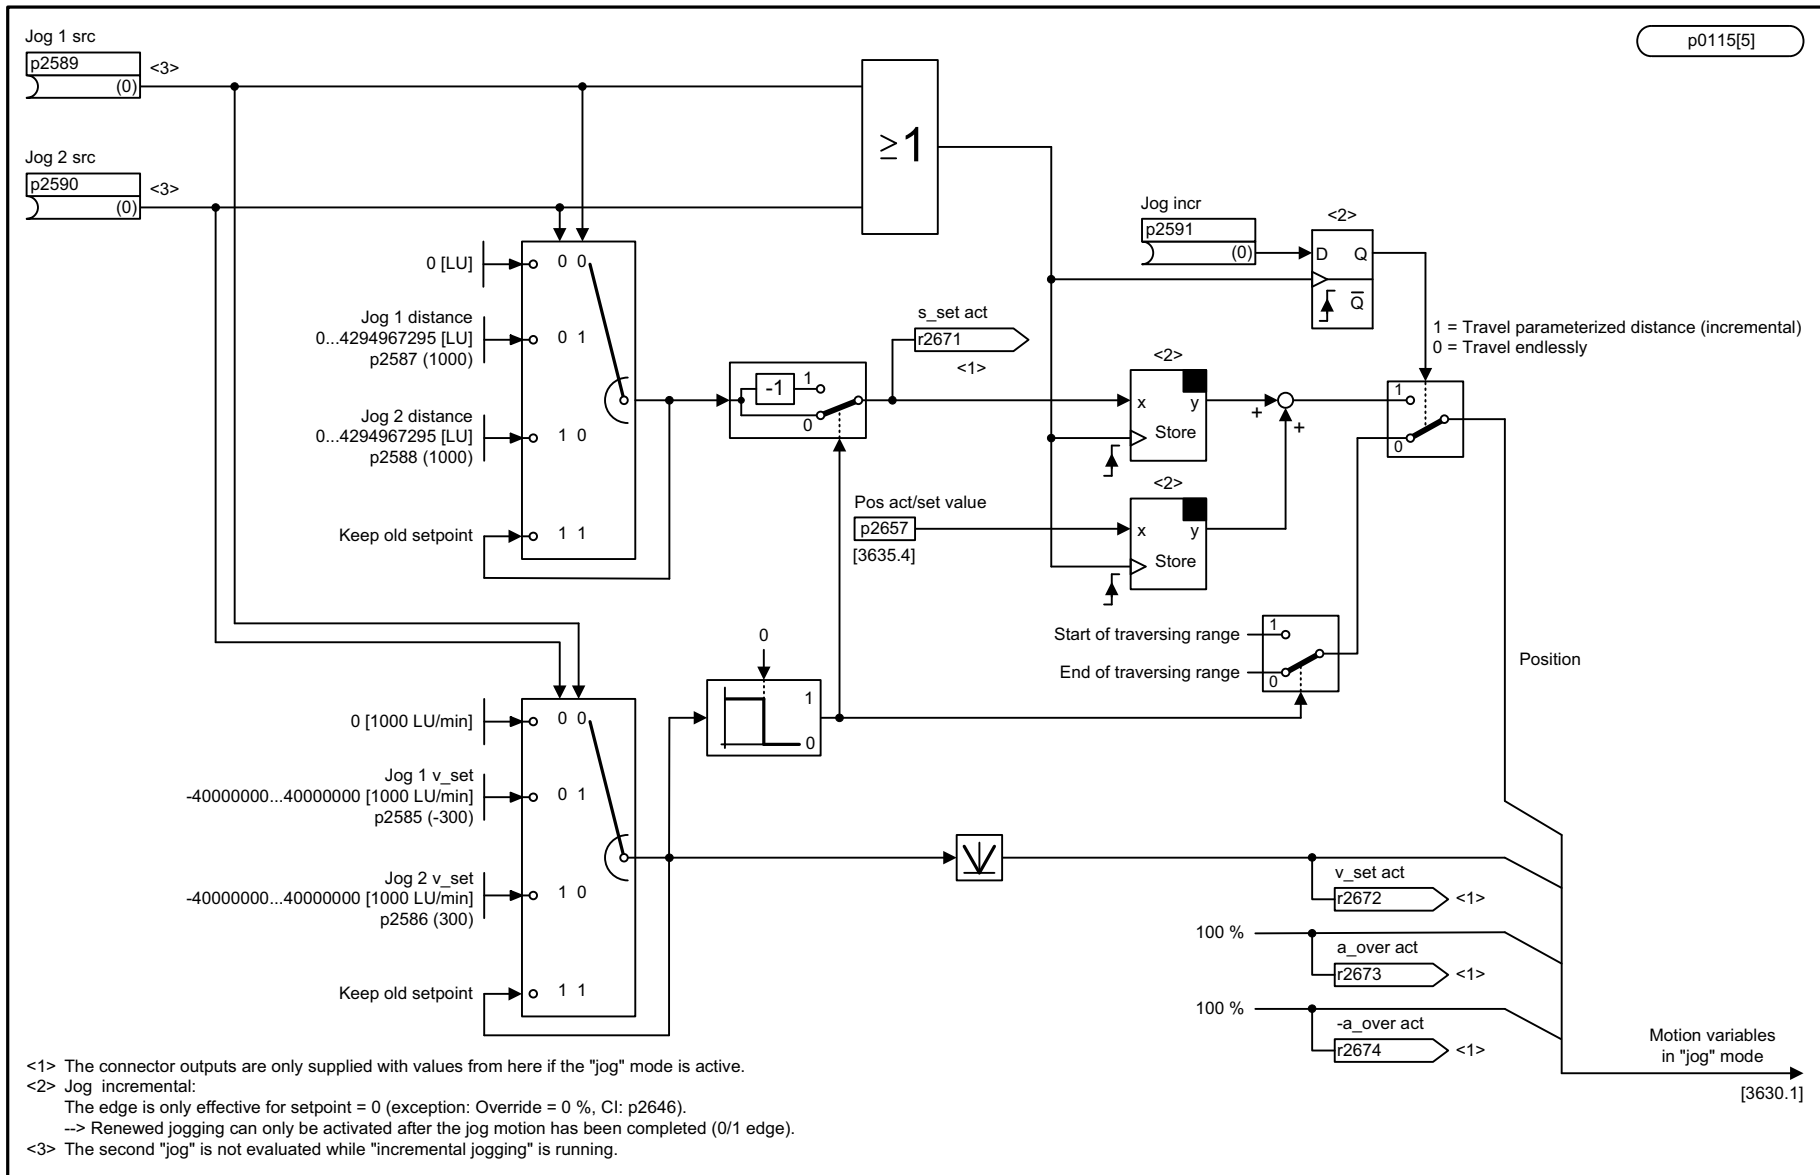 Jog 1 src
p2589
(0)
<3>
p0115[5]
Jog 2 src
p2590
(0)
<3>
≥1
Jog incr
p2591
(0)
<2>
D Q
Q̅
0 [LU]
0 0
Jog 1 distance
0...4294967295 [LU]
p2587 (1000)
0 1
Jog 2 distance
0...4294967295 [LU]
p2588 (1000)
1 0
Keep old setpoint
1 1
-1
1
0
s_set act
r2671
<1>
<2>
x y
Store
+
+
1 = Travel parameterized distance (incremental)
0 = Travel endlessly
1
0
Pos act/set value
p2657
[3635.4]
<2>
x y
Store
Start of traversing range
End of traversing range
1
0
Position
0
1
0
0 [1000 LU/min]
0 0
Jog 1 v_set
-40000000...40000000 [1000 LU/min]
p2585 (-300)
0 1
Jog 2 v_set
-40000000...40000000 [1000 LU/min]
p2586 (300)
1 0
Keep old setpoint
1 1
v_set act
r2672
<1>
100 %
a_over act
r2673
<1>
100 %
-a_over act
r2674
<1>
Motion variables
in "jog" mode
[3630.1]
<1> The connector outputs are only supplied with values from here if the "jog" mode is active.
<2> Jog incremental:
The edge is only effective for setpoint = 0 (exception: Override = 0 %, CI: p2646).
--> Renewed jogging can only be activated after the jog motion has been completed (0/1 edge).
<3> The second "jog" is not evaluated while "incremental jogging" is running.